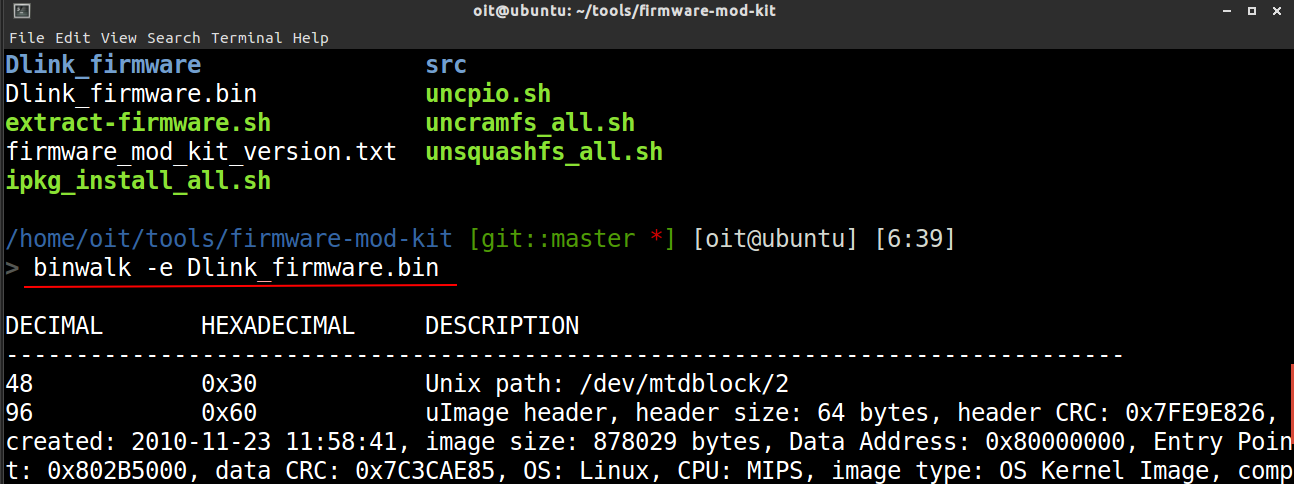 oit@ubuntu: ~/tools/firmware-mod-kit
File Edit View Search Terminal Help
Dlink_firmware src
Dlink_firmware.bin uncpio.sh
extract-firmware.sh uncramfs_all.sh
firmware_mod_kit_version.txt unsquashfs_all.sh
ipkg_install_all.sh
/home/oit/tools/firmware-mod-kit [git::master *] [oit@ubuntu] [6:39]
> binwalk -e Dlink_firmware.bin
DECIMAL HEXADECIMAL DESCRIPTION
--------------------------------------------------------------------------------
48 0x30 Unix path: /dev/mtdblock/2
96 0x60 uImage header, header size: 64 bytes, header CRC: 0x7FE9E826,
created: 2010-11-23 11:58:41, image size: 878029 bytes, Data Address: 0x80000000, Entry Poin
t: 0x802B5000, data CRC: 0x7C3CAE85, OS: Linux, CPU: MIPS, image type: OS Kernel Image, comp